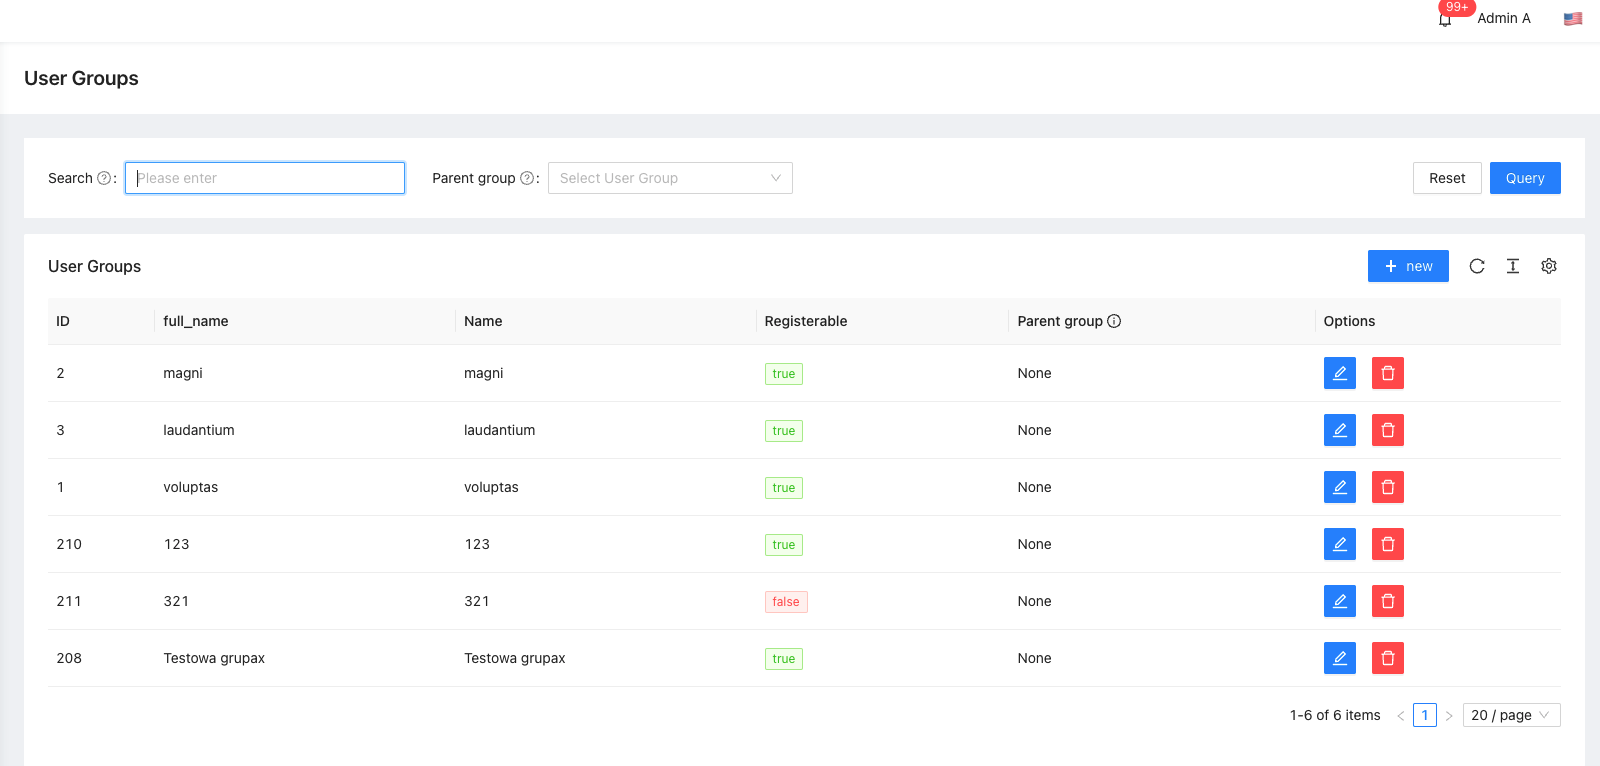 99+
Admin A
User Groups
Search : Please enter Parent group : Select User Group Reset Query
User Groups + new
ID full_name Name Registerable Parent group Options
2 magni magni true None
3 laudantium laudantium true None
1 voluptas voluptas true None
210 123 123 true None
211 321 321 false None
208 Testowa grupax Testowa grupax true None
1-6 of 6 items < 1 > 20 / page